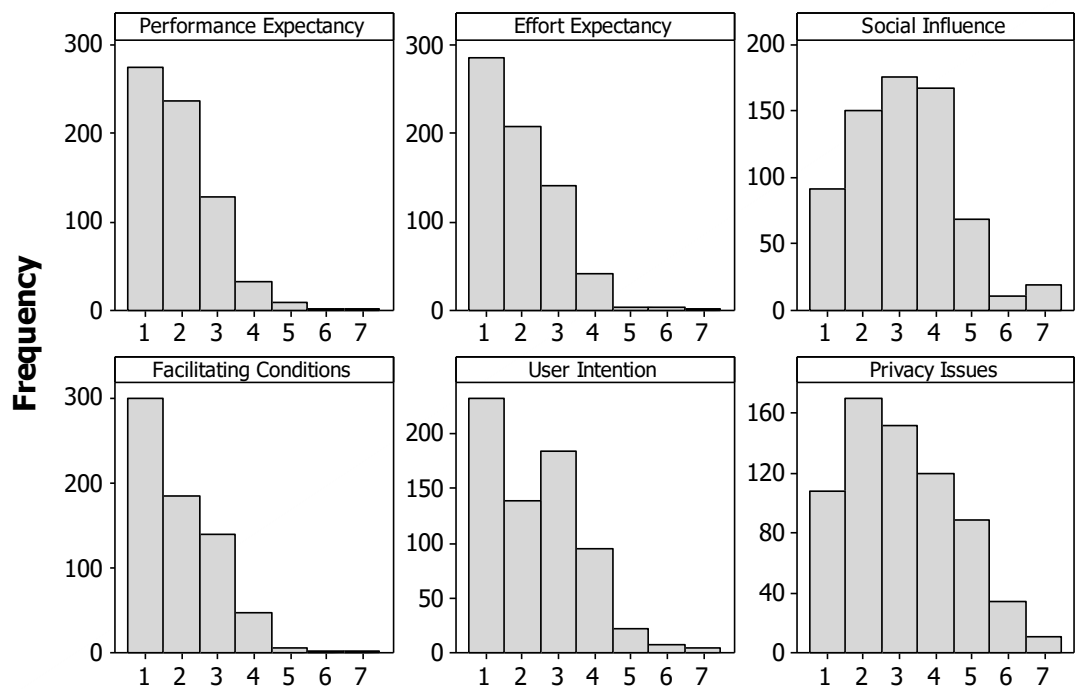 Performance Expectancy
Effort Expectancy
Social Influence
300
200
100
0
1 2 3 4 5 6 7
300
200
100
0
1 2 3 4 5 6 7
200
150
100
50
0
1 2 3 4 5 6 7
Frequency
Facilitating Conditions
User Intention
Privacy Issues
300
200
100
0
1 2 3 4 5 6 7
200
150
100
50
0
1 2 3 4 5 6 7
160
120
80
40
0
1 2 3 4 5 6 7